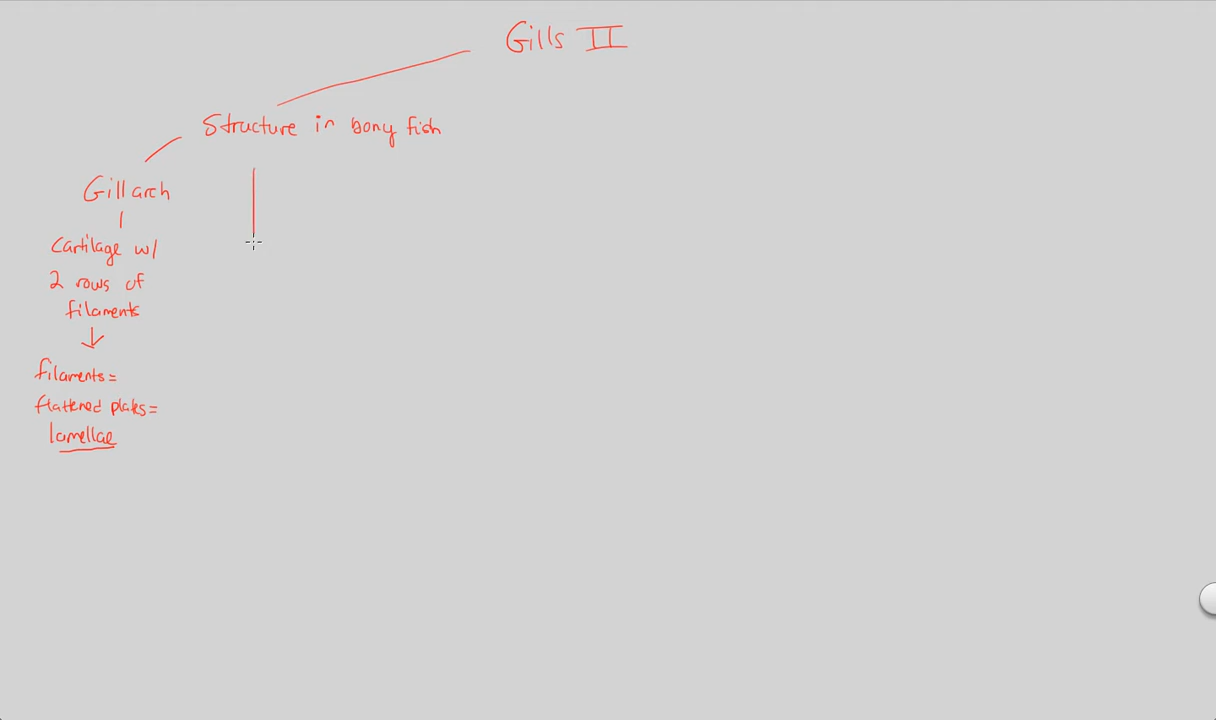 Gills II
Structure in bony fish
Gill arch
Cartilage w/
2 rows of
filaments
filaments=
flattened plates=
lamellae